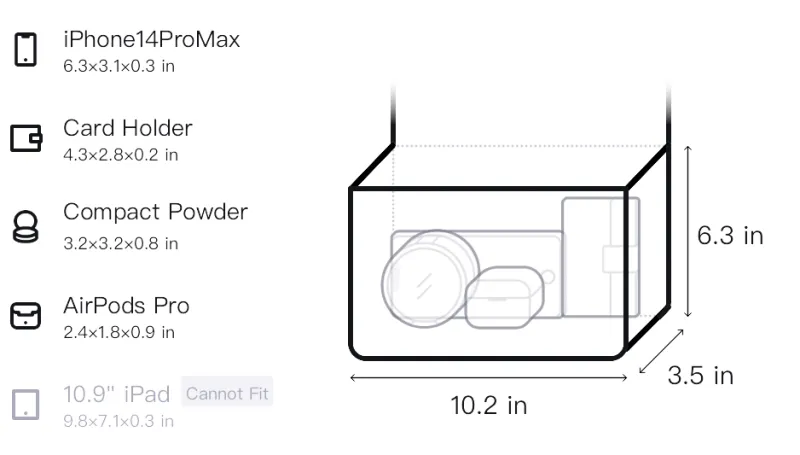 iPhone14ProMax
6.3×3.1×0.3 in
Card Holder
4.3×2.8×0.2 in
Compact Powder
3.2×3.2×0.8 in
AirPods Pro
2.4×1.8×0.9 in
10.9" iPad Cannot Fit
9.8×7.1×0.3 in
6.3 in
3.5 in
10.2 in